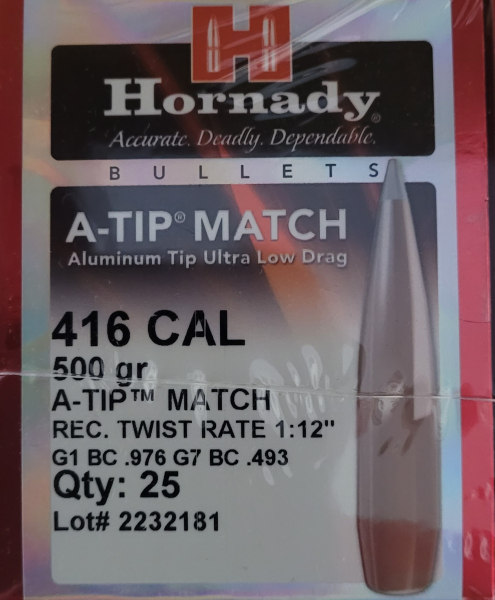 H
Hornady®
Accurate. Deadly. Dependable.
BULLETS
A-TIP® MATCH
Aluminum Tip Ultra Low Drag
416 CAL
500 gr
A-TIP™ MATCH
REC. TWIST RATE 1:12"
G1 BC .976 G7 BC .493
Qty: 25
Lot# 2232181